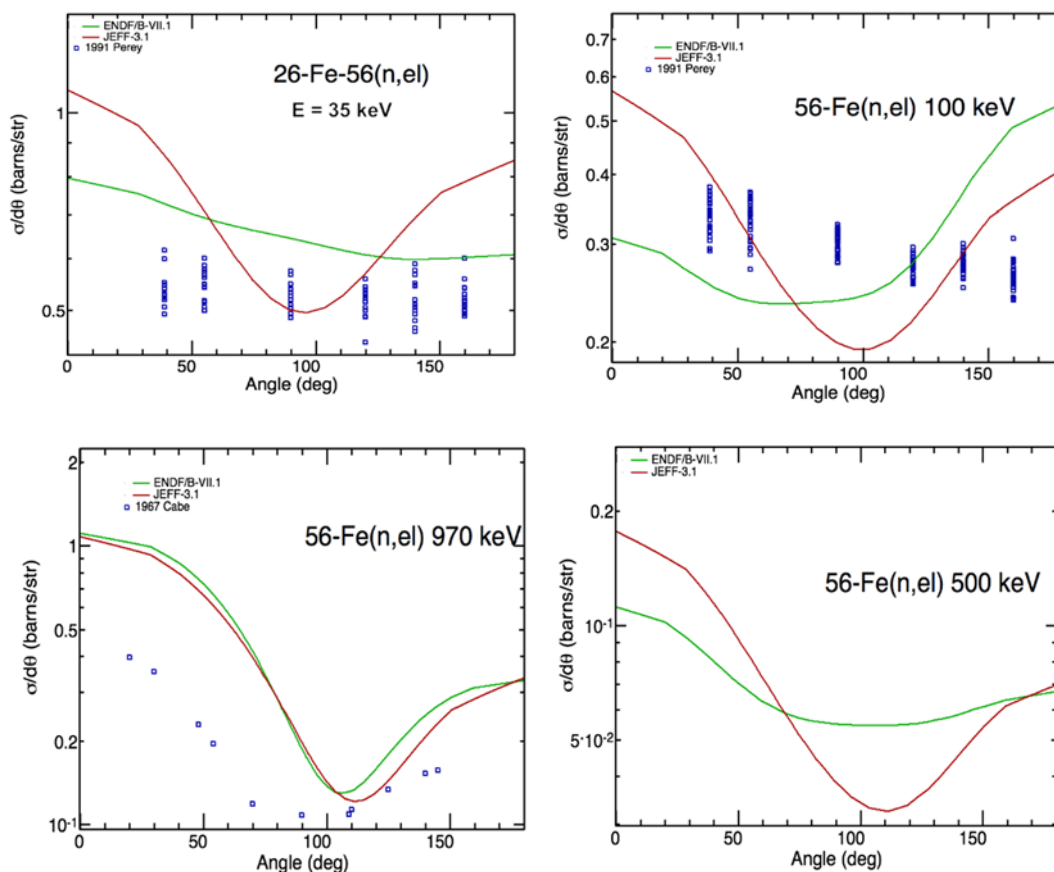 ENDF/B-VII.1
JEFF-3.1
1991 Perey
26-Fe-56(n,el)
E = 35 keV
1
0.5
σ/dθ (barns/str)
0 50 100 150
Angle (deg)
0.7
0.6
0.5
0.4
0.3
0.2
ENDF/B-VII.1
JEFF-3.1
1991 Perey
56-Fe(n,el) 100 keV
σ/dθ (barns/str)
0 50 100 150
Angle (deg)
2
1
0.5
0.2
10-1
ENDF/B-VII.1
JEFF-3.1
1967 Cabe
56-Fe(n,el) 970 keV
σ/dθ (barns/str)
0 50 100 150
Angle (deg)
ENDF/B-VII.1
JEFF-3.1
0.2
10-1
5·10-2
56-Fe(n,el) 500 keV
σ/dθ (barns/str)
0 50 100 150
Angle (deg)